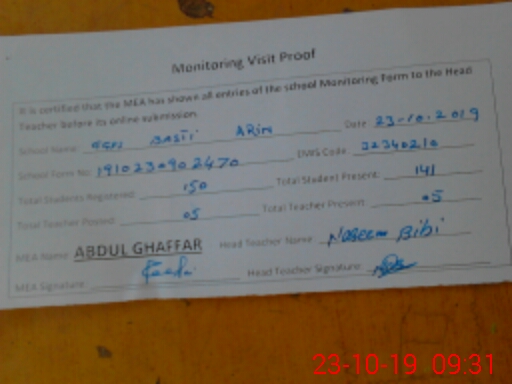 Monitoring Visit Proof
It is certified that the MEA has shown all entries of the school Monitoring Form to the Head
Teacher before its online submission.
School Name: GGPS BASTI ARIN Date: 23-10-2019
School Form No: 1910230902470 EMIS Code: 32340210
Total Students Registered: 150 Total Student Present: 141
Total Teacher Posted: 05 Total Teacher Present: 05
MEA Name: ABDUL GHAFFAR Head Teacher Name: Naseem Bibi
MEA Signature: Head Teacher Signature:
23-10-19 09:31